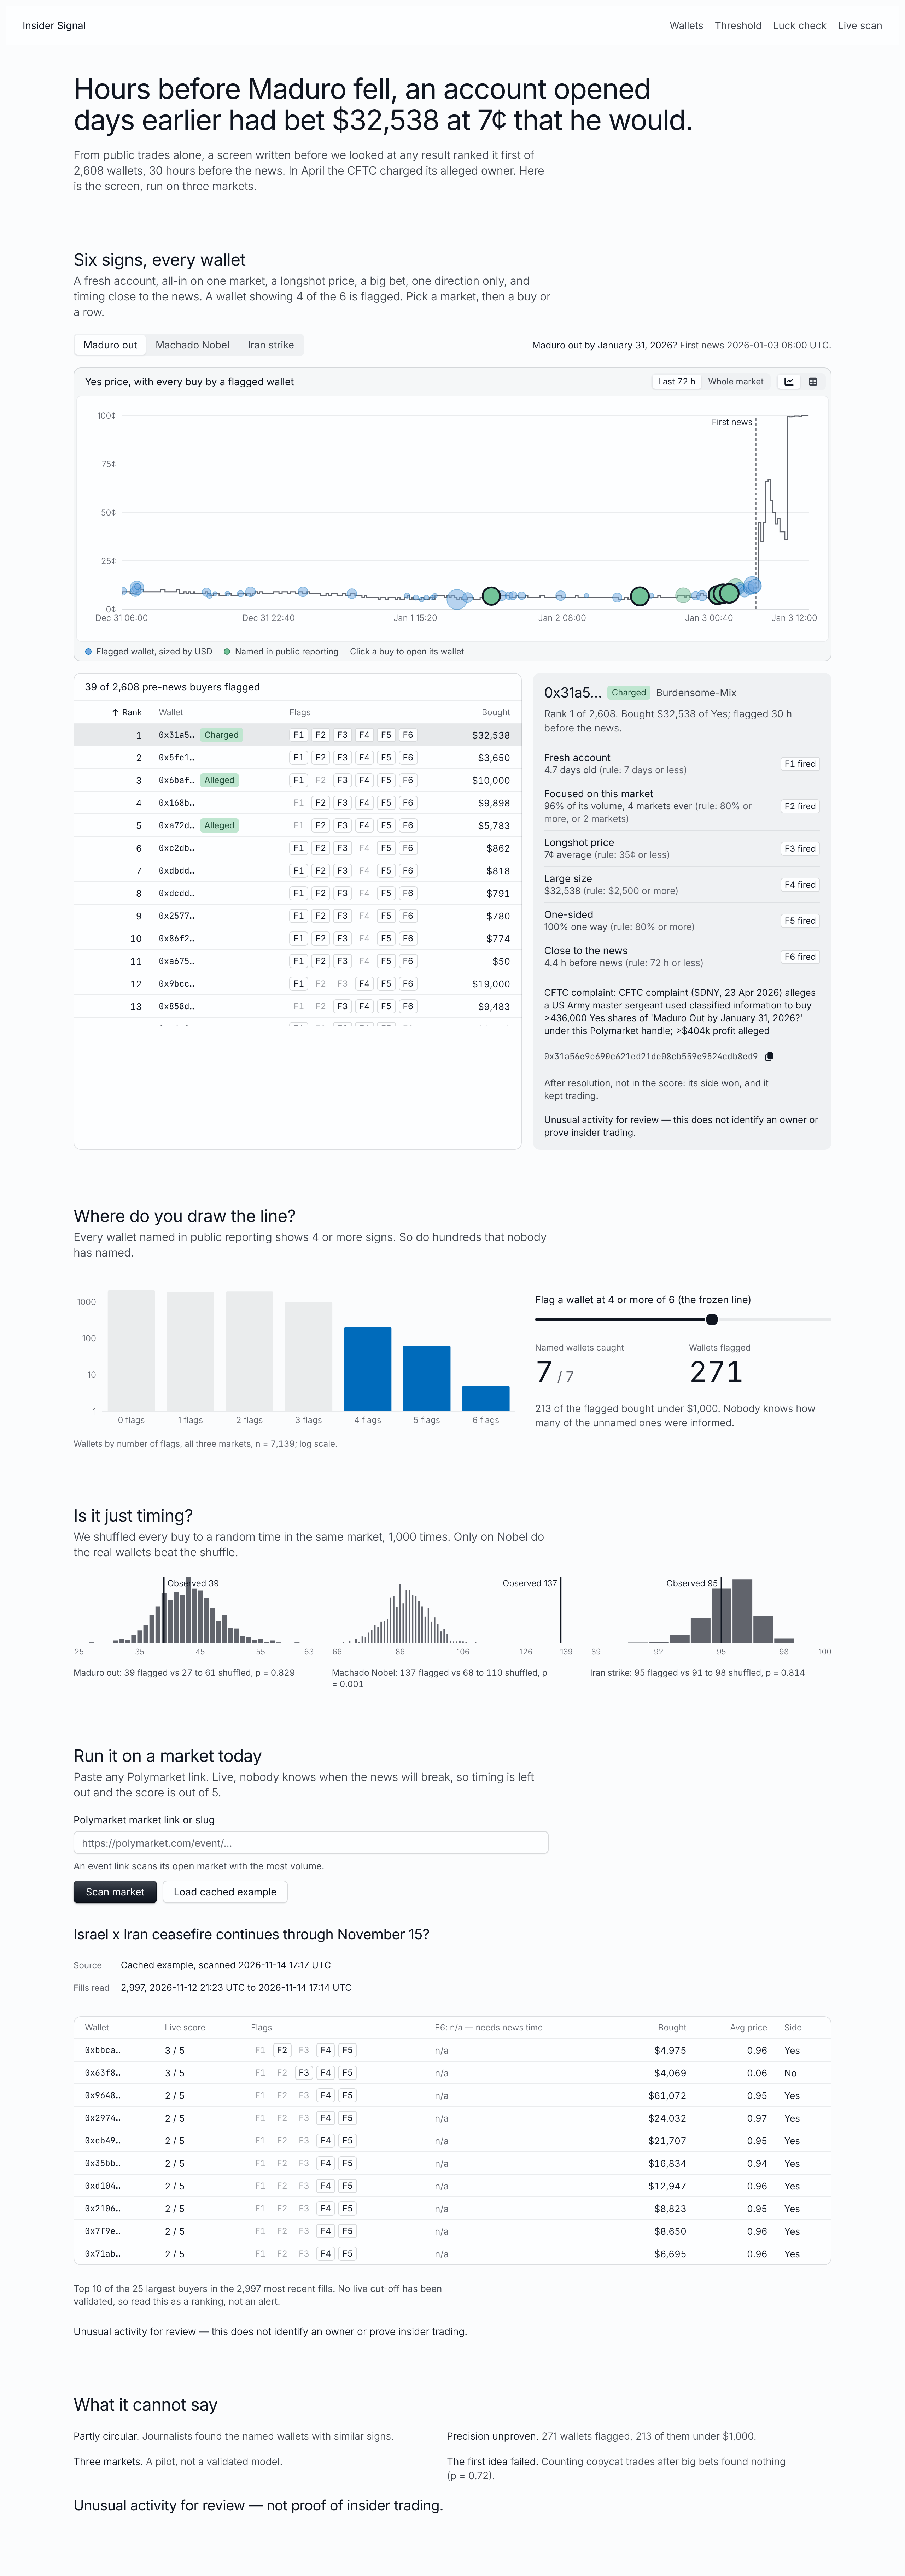 Insider Signal
Wallets Threshold Luck check Live scan
Hours before Maduro fell, an account opened
days earlier had bet $32,538 at 7¢ that he would.
From public trades alone, a screen written before we looked at any result ranked it first of
2,608 wallets, 30 hours before the news. In April the CFTC charged its alleged owner. Here
is the screen, run on three markets.
Six signs, every wallet
A fresh account, all-in on one market, a longshot price, a big bet, one direction only, and
timing close to the news. A wallet showing 4 of the 6 is flagged. Pick a market, then a buy or
a row.
Maduro out Machado Nobel Iran strike
Maduro out by January 31, 2026? First news 2026-01-03 06:00 UTC.
Yes price, with every buy by a flagged wallet
Last 72 h Whole market
100¢
First news
75¢
50¢
25¢
0¢
Dec 31 06:00 Dec 31 22:40 Jan 1 15:20 Jan 2 08:00 Jan 3 00:40 Jan 3 12:00
Flagged wallet, sized by USD Named in public reporting Click a buy to open its wallet
39 of 2,608 pre-news buyers flagged
↑ Rank Wallet Flags Bought
1 0x31a5… Charged F1 F2 F3 F4 F5 F6 $32,538
2 0x5fe1… F1 F2 F3 F4 F5 F6 $3,650
3 0x6baf… Alleged F1 F2 F3 F4 F5 F6 $10,000
4 0x168b… F1 F2 F3 F4 F5 F6 $9,898
5 0xa72d… Alleged F1 F2 F3 F4 F5 F6 $5,783
6 0xc2db… F1 F2 F3 F4 F5 F6 $862
7 0xdbdd… F1 F2 F3 F4 F5 F6 $818
8 0xdcdd… F1 F2 F3 F4 F5 F6 $791
9 0x2577… F1 F2 F3 F4 F5 F6 $780
10 0x86f2… F1 F2 F3 F4 F5 F6 $774
11 0xa675… F1 F2 F3 F4 F5 F6 $50
12 0x9bcc… F1 F2 F3 F4 F5 F6 $19,000
13 0x858d… F1 F2 F3 F4 F5 F6 $9,483
0x31a5… Charged Burdensome-Mix
Rank 1 of 2,608. Bought $32,538 of Yes; flagged 30 h
before the news.
Fresh account
4.7 days old (rule: 7 days or less)
F1 fired
Focused on this market
96% of its volume, 4 markets ever (rule: 80% or
more, or 2 markets)
F2 fired
Longshot price
7¢ average (rule: 35¢ or less)
F3 fired
Large size
$32,538 (rule: $2,500 or more)
F4 fired
One-sided
100% one way (rule: 80% or more)
F5 fired
Close to the news
4.4 h before news (rule: 72 h or less)
F6 fired
CFTC complaint: CFTC complaint (SDNY, 23 Apr 2026) alleges
a US Army master sergeant used classified information to buy
>436,000 Yes shares of 'Maduro Out by January 31, 2026?'
under this Polymarket handle; >$404k profit alleged
0x31a56e9e690c621ed21de08cb559e9524cdb8ed9
After resolution, not in the score: its side won, and it
kept trading.
Unusual activity for review — this does not identify an owner or
prove insider trading.
Where do you draw the line?
Every wallet named in public reporting shows 4 or more signs. So do hundreds that nobody
has named.
1000
100
10
1
0 flags 1 flags 2 flags 3 flags 4 flags 5 flags 6 flags
Wallets by number of flags, all three markets, n = 7,139; log scale.
Flag a wallet at 4 or more of 6 (the frozen line)
Named wallets caught Wallets flagged
7 / 7 271
213 of the flagged bought under $1,000. Nobody knows how
many of the unnamed ones were informed.
Is it just timing?
We shuffled every buy to a random time in the same market, 1,000 times. Only on Nobel do
the real wallets beat the shuffle.
Observed 39
25 35 45 55 63
Maduro out: 39 flagged vs 27 to 61 shuffled, p = 0.829
Observed 137
66 86 106 126 139
Machado Nobel: 137 flagged vs 68 to 110 shuffled, p
= 0.001
Observed 95
89 92 95 98 100
Iran strike: 95 flagged vs 91 to 98 shuffled, p = 0.814
Run it on a market today
Paste any Polymarket link. Live, nobody knows when the news will break, so timing is left
out and the score is out of 5.
Polymarket market link or slug
https://polymarket.com/event/...
An event link scans its open market with the most volume.
Scan market Load cached example
Israel x Iran ceasefire continues through November 15?
Source Cached example, scanned 2026-11-14 17:17 UTC
Fills read 2,997, 2026-11-12 21:23 UTC to 2026-11-14 17:14 UTC
Wallet Live score Flags F6: n/a — needs news time Bought Avg price Side
0xbbca… 3 / 5 F1 F2 F3 F4 F5 n/a $4,975 0.96 Yes
0x63f8… 3 / 5 F1 F2 F3 F4 F5 n/a $4,069 0.06 No
0x9648… 2 / 5 F1 F2 F3 F4 F5 n/a $61,072 0.95 Yes
0x2974… 2 / 5 F1 F2 F3 F4 F5 n/a $24,032 0.97 Yes
0xeb49… 2 / 5 F1 F2 F3 F4 F5 n/a $21,707 0.95 Yes
0x35bb… 2 / 5 F1 F2 F3 F4 F5 n/a $16,834 0.94 Yes
0xd104… 2 / 5 F1 F2 F3 F4 F5 n/a $12,947 0.96 Yes
0x2106… 2 / 5 F1 F2 F3 F4 F5 n/a $8,823 0.95 Yes
0x7f9e… 2 / 5 F1 F2 F3 F4 F5 n/a $8,650 0.96 Yes
0x71ab… 2 / 5 F1 F2 F3 F4 F5 n/a $6,695 0.96 Yes
Top 10 of the 25 largest buyers in the 2,997 most recent fills. No live cut-off has been
validated, so read this as a ranking, not an alert.
Unusual activity for review — this does not identify an owner or prove insider trading.
What it cannot say
Partly circular. Journalists found the named wallets with similar signs.
Precision unproven. 271 wallets flagged, 213 of them under $1,000.
Three markets. A pilot, not a validated model.
The first idea failed. Counting copycat trades after big bets found nothing
(p = 0.72).
Unusual activity for review — not proof of insider trading.